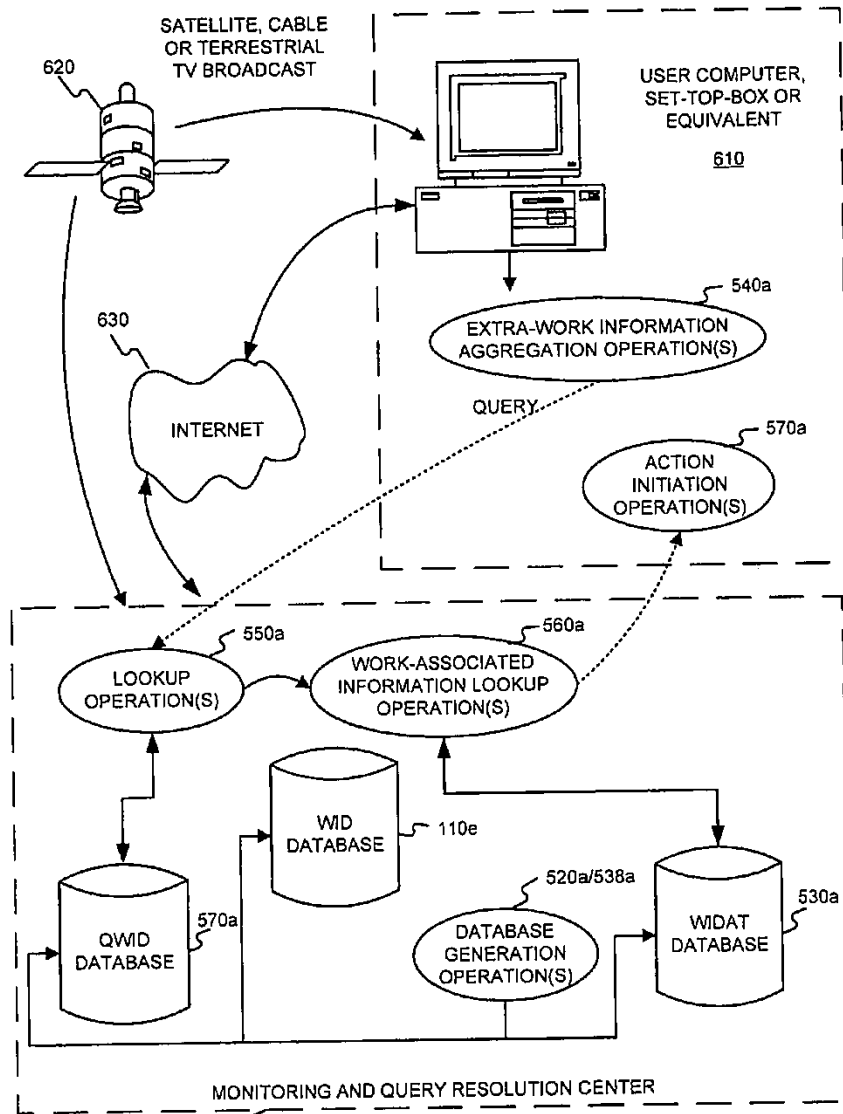 SATELLITE, CABLE
OR TERRESTRIAL
TV BROADCAST
620
USER COMPUTER,
SET-TOP-BOX OR
EQUIVALENT
610
540a
EXTRA-WORK INFORMATION
AGGREGATION OPERATION(S)
630
QUERY
INTERNET
570a
ACTION
INITIATION
OPERATION(S)
550a
560a
LOOKUP
OPERATION(S)
WORK-ASSOCIATED
INFORMATION LOOKUP
OPERATION(S)
WID
DATABASE
110e
520a/538a
530a
QWID
DATABASE
570a
DATABASE
GENERATION
OPERATION(S)
WIDAT
DATABASE
MONITORING AND QUERY RESOLUTION CENTER